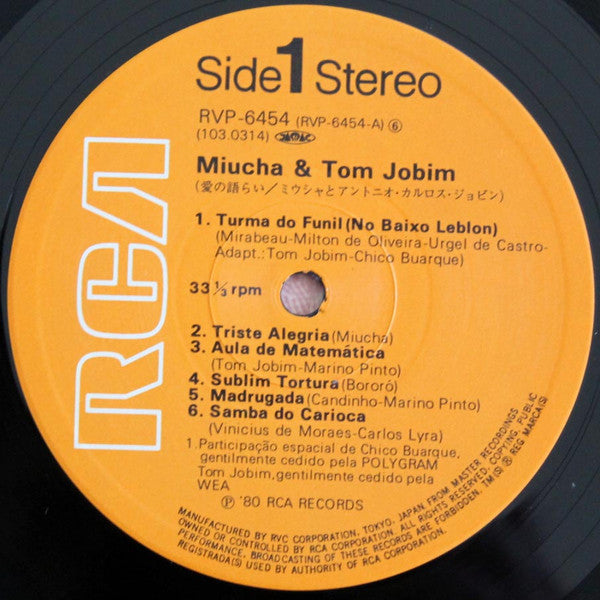 Side 1 Stereo
RVP-6454 (RVP-6454-A) ⑥
(103.0314) JASRAC
RCA
Miucha & Tom Jobim
(愛の語らい/ミウシャとアントニオ・カルロス・ジョビン)
1. Turma do Funil (No Baixo Leblon)
(Mirabeau-Milton de Oliveira-Urgel de Castro-
Adapt.: Tom Jobim-Chico Buarque)
33 ⅓ rpm
2. Triste Alegria (Miucha)
3. Aula de Matemática
(Tom Jobim-Marino Pinto)
4. Sublim Tortura (Bororó)
5. Madrugada (Candinho-Marino Pinto)
6. Samba do Carioca
(Vinicius de Moraes-Carlos Lyra)
1. Participação espacial de Chico Buarque,
gentilmente cedido pela POLYGRAM
Tom Jobim, gentilmente cedido pela
WEA
Ⓟ '80 RCA RECORDS
MANUFACTURED BY RVC CORPORATION, TOKYO, JAPAN FROM MASTER RECORDINGS
OWNED OR CONTROLLED BY RCA CORPORATION. ALL RIGHTS RESERVED. COPYING, PUBLIC
PERFORMANCE, BROADCASTING OF THESE RECORDS ARE FORBIDDEN. TM(S) ® REG MARCA(S)
REGISTRADA(S) USED BY AUTHORITY OF RCA CORPORATION.